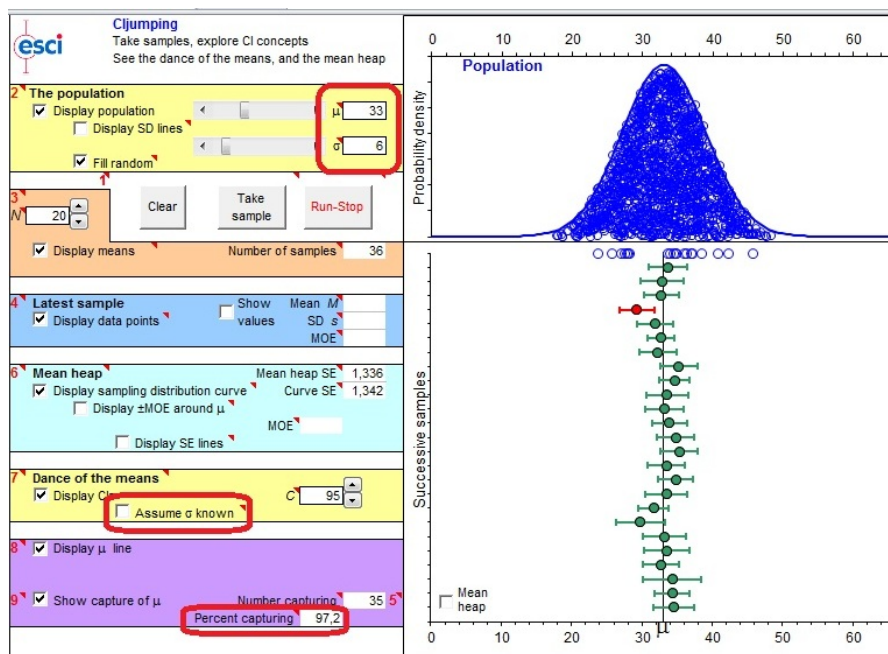 esci
CIjumping
Take samples, explore CI concepts
See the dance of the means, and the mean heap
2 The population
Display population
μ 33
Display SD lines
σ 6
Fill random
1
3
N 20
Clear
Take sample
Run-Stop
Display means
Number of samples 36
4 Latest sample
Display data points
Show values
Mean M
SD s
MOE
6 Mean heap
Mean heap SE 1,336
Display sampling distribution curve
Curve SE 1,342
Display ±MOE around μ
MOE
Display SE lines
7 Dance of the means
Display CIs
C 95
Assume σ known
8 Display μ line
9 Show capture of μ
Number capturing 35 5
Percent capturing 97,2
0 10 20 30 40 50 60
Population
Probability density
Successive samples
Mean heap
0 10 20 30 μ 40 50 60